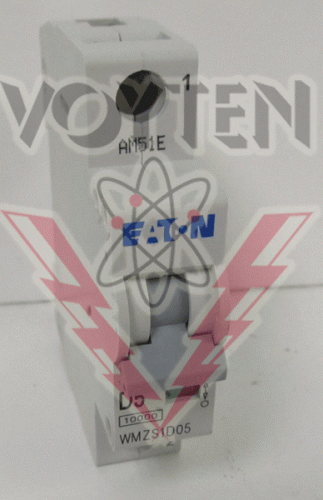 VOYTEN
1
AM51E
EATON
D5
10000
WMZS1D05